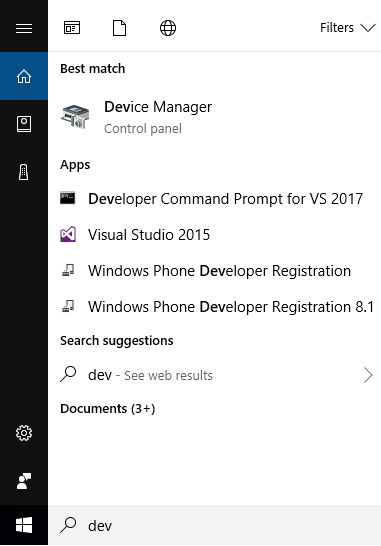 Filters
Best match
Device Manager
Control panel
Apps
Developer Command Prompt for VS 2017
Visual Studio 2015
Windows Phone Developer Registration
Windows Phone Developer Registration 8.1
Search suggestions
dev - See web results
Documents (3+)
dev